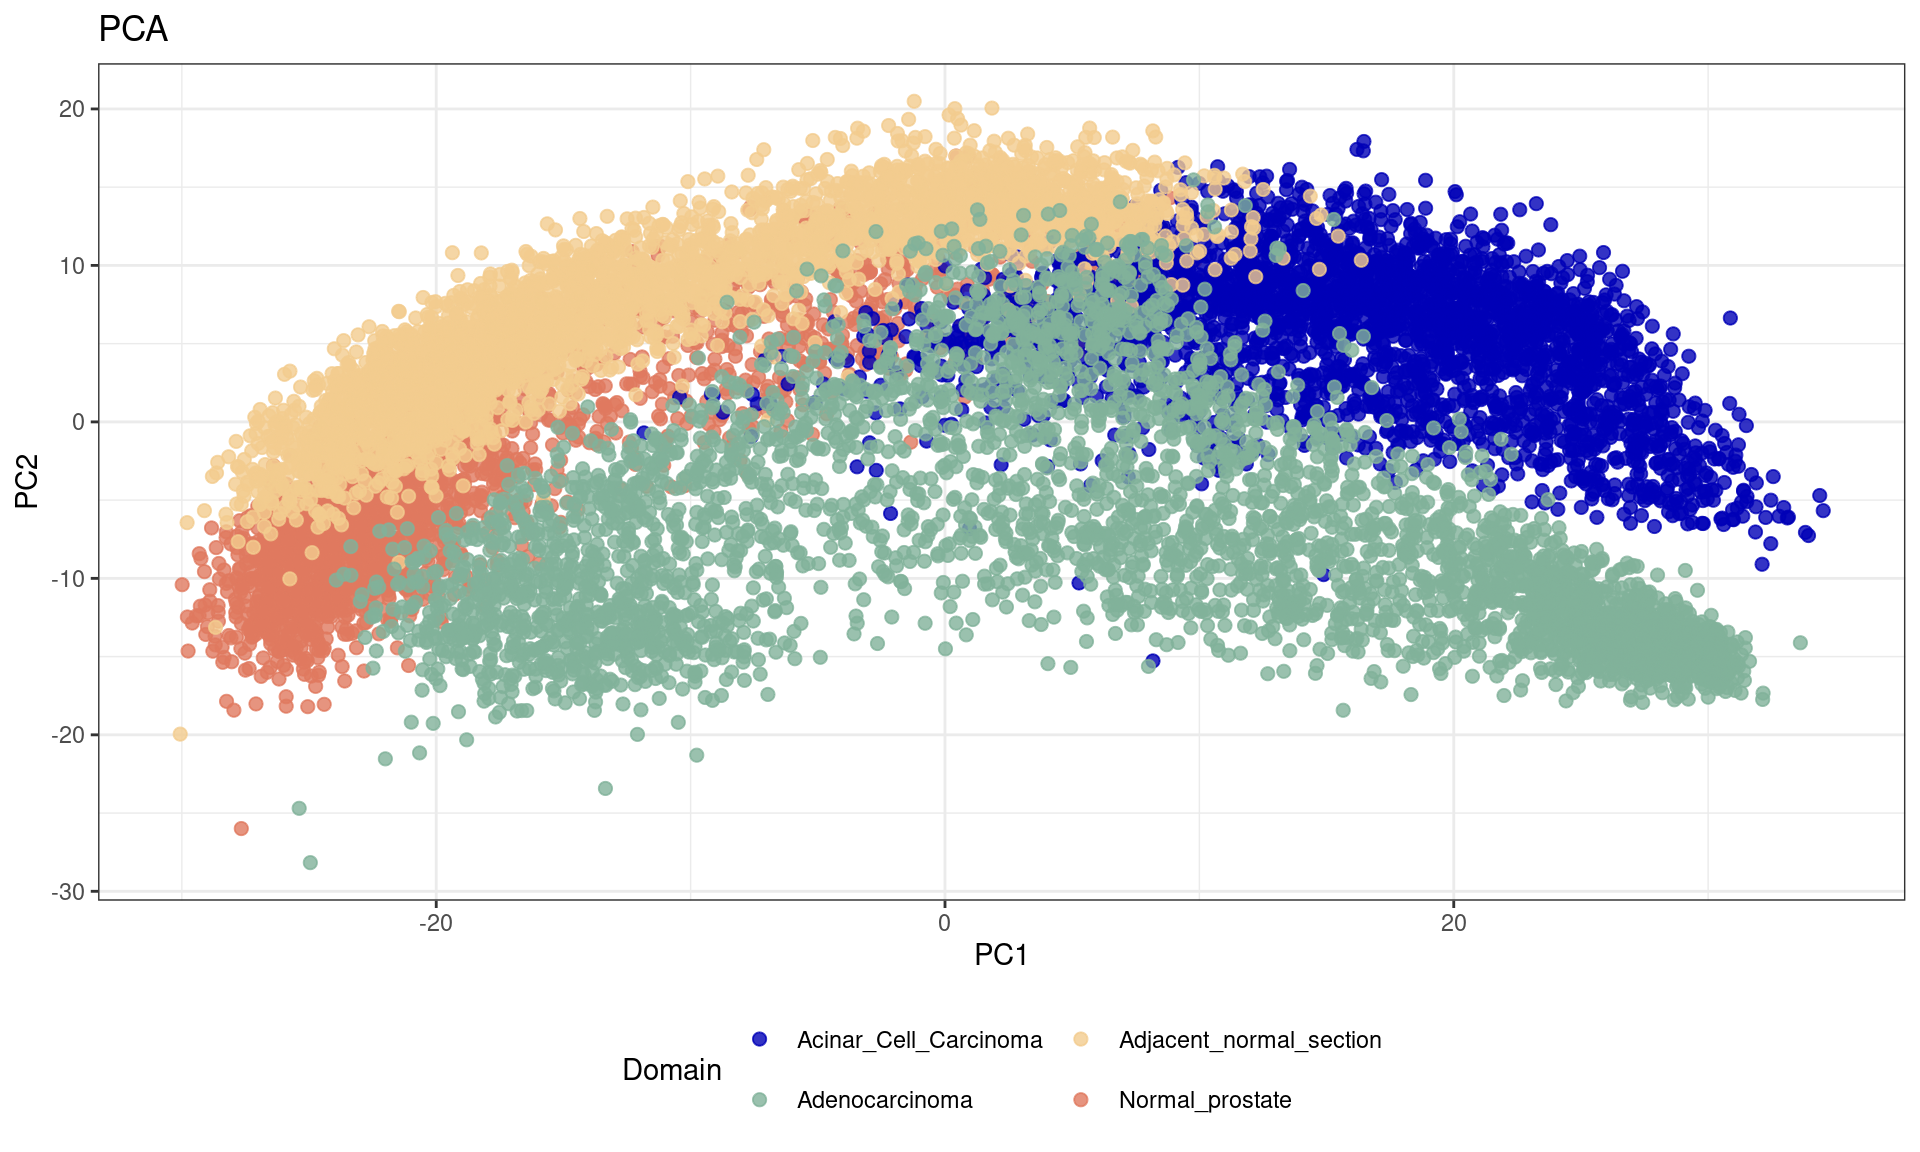 PCA
20
10
0
-10
-20
-30
PC2
-20 0 20
PC1
Domain
Acinar_Cell_Carcinoma Adjacent_normal_section
Adenocarcinoma Normal_prostate